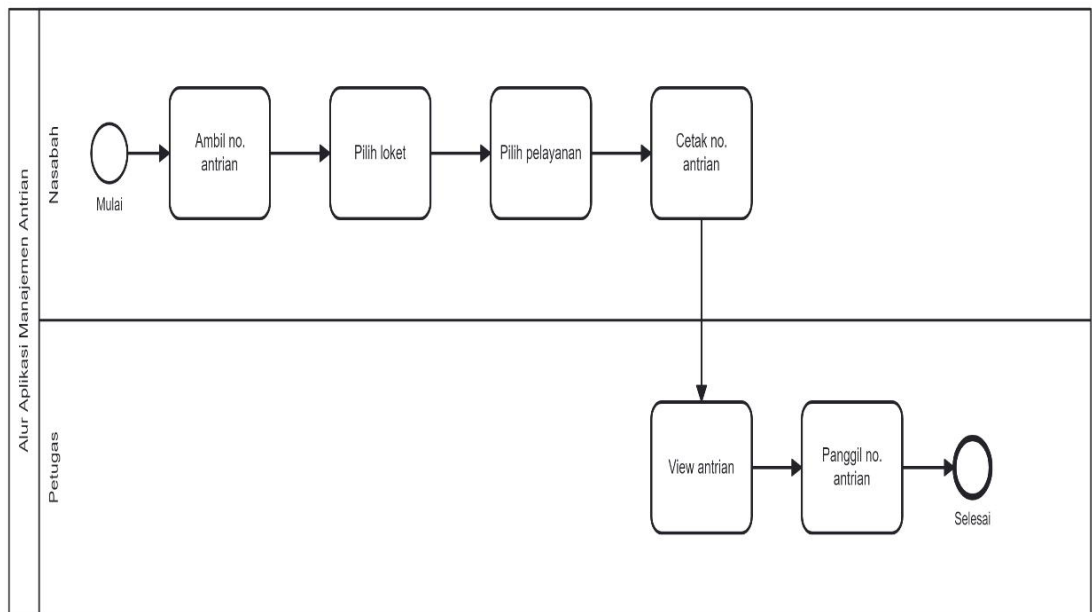 Alur Aplikasi Manajemen Antrian
Nasabah
Mulai
Ambil no.
antrian
Pilih loket
Pilih pelayanan
Cetak no.
antrian
Petugas
View antrian
Panggil no.
antrian
Selesai